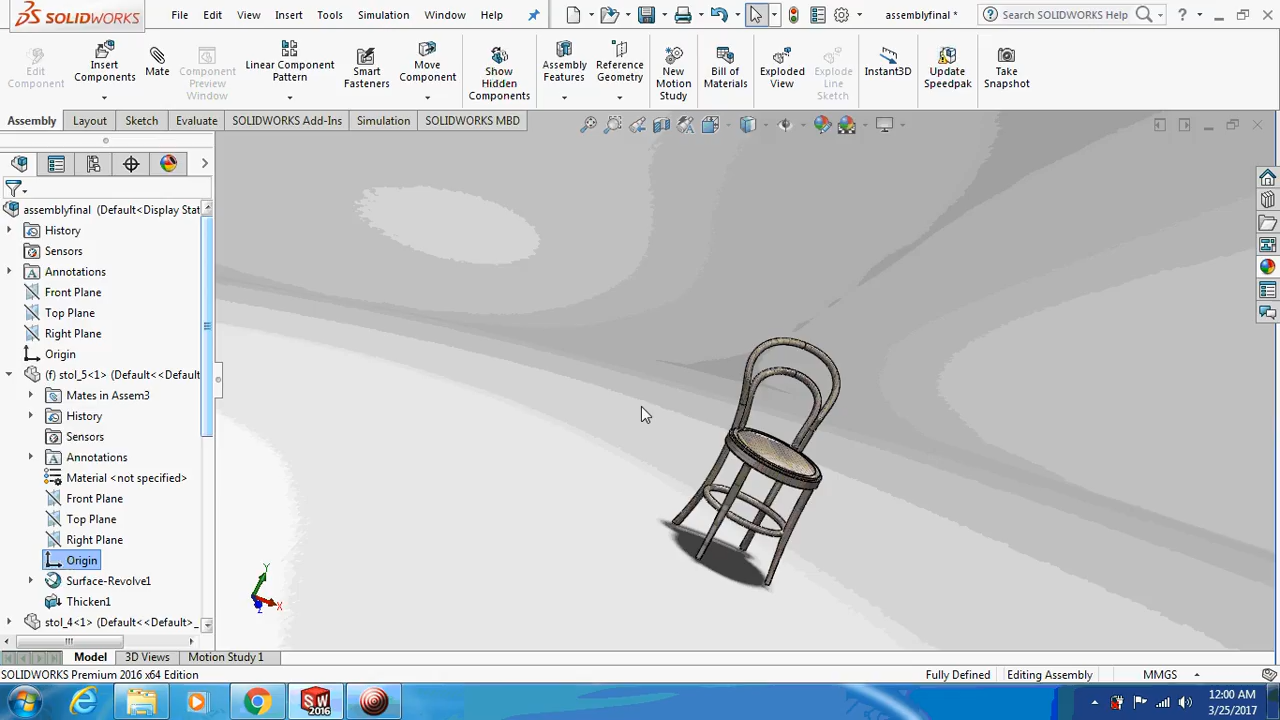 SOLIDWORKS File Edit View Insert Tools Simulation Window Help assemblyfinal * Search SOLIDWORKS Help ?
Edit Component
Insert Components
Mate
Component Preview Window
Linear Component Pattern
Smart Fasteners
Move Component
Show Hidden Components
Assembly Features
Reference Geometry
New Motion Study
Bill of Materials
Exploded View
Explode Line Sketch
Instant3D
Update Speedpak
Take Snapshot
Assembly Layout Sketch Evaluate SOLIDWORKS Add-Ins Simulation SOLIDWORKS MBD
assemblyfinal (Default<Display Stat
History
Sensors
Annotations
Front Plane
Top Plane
Right Plane
Origin
(f) stol_5<1> (Default<<Default
Mates in Assem3
History
Sensors
Annotations
Material <not specified>
Front Plane
Top Plane
Right Plane
Origin
Surface-Revolve1
Thicken1
stol_4<1> (Default<<Default>_
Y
X
Z
Model 3D Views Motion Study 1
SOLIDWORKS Premium 2016 x64 Edition Fully Defined Editing Assembly MMGS
SW 2016
12:00 AM
3/25/2017